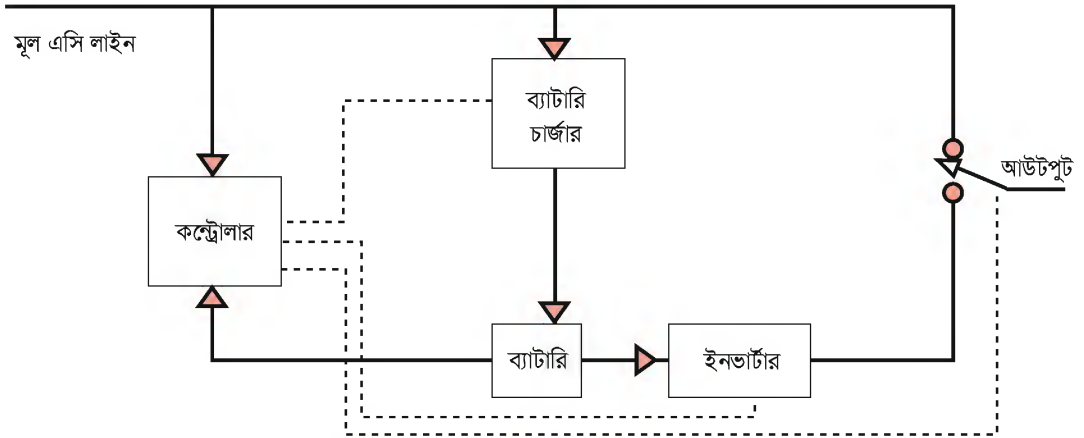 মূল এসি লাইন
ব্যাটারি
চার্জার
আউটপুট
কন্ট্রোলার
ব্যাটারি
ইনভার্টার